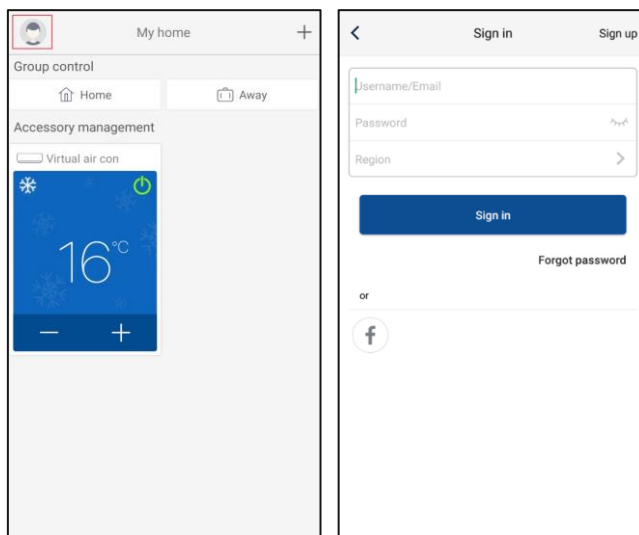 My home
+
Group control
Home
Away
Accessory management
Virtual air con
16°C
— +
Sign in
Sign up
Username/Email
Password
Region
Sign in
Forgot password
or
f